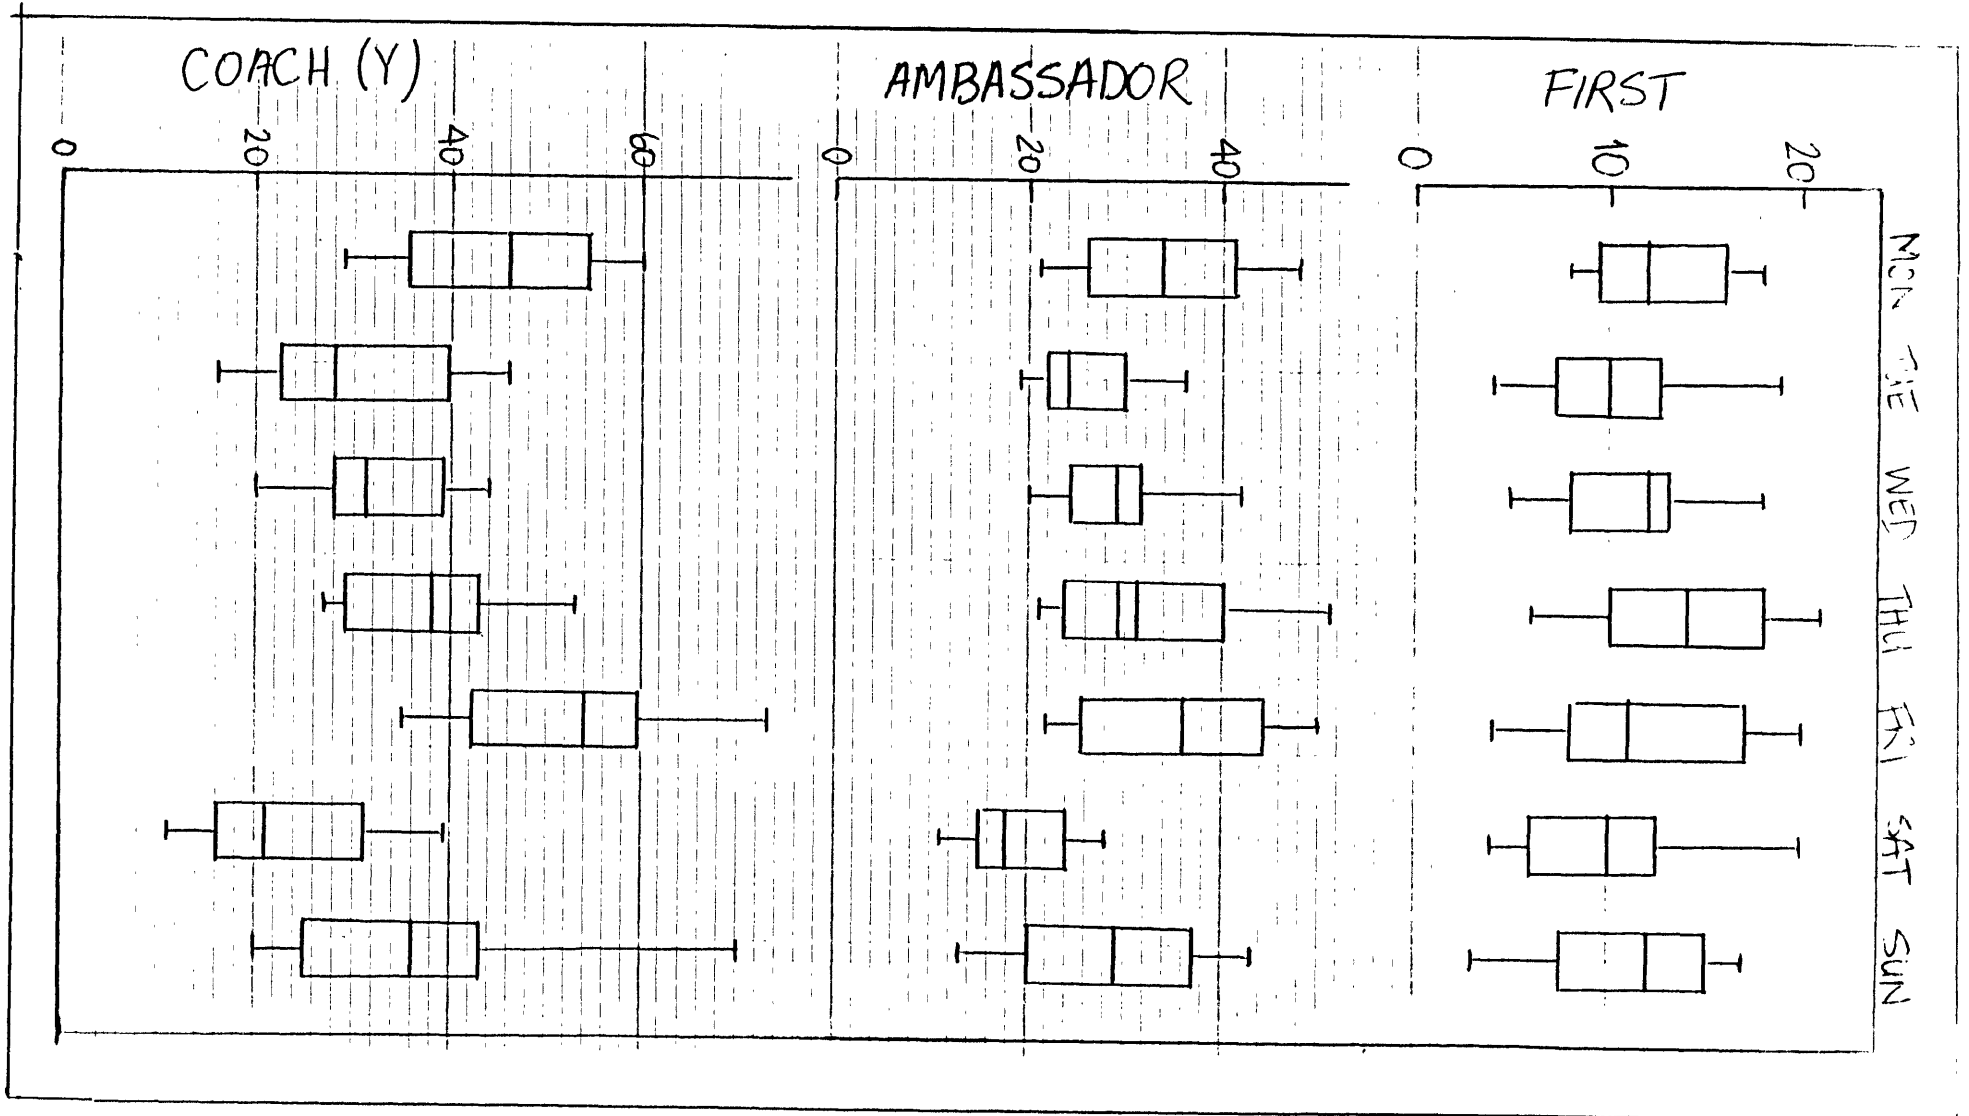 COACH (Y)
AMBASSADOR
FIRST
0 20 40 60
0 20 40
0 10 20
MON
TUE
WED
THU
FRI
SAT
SUN